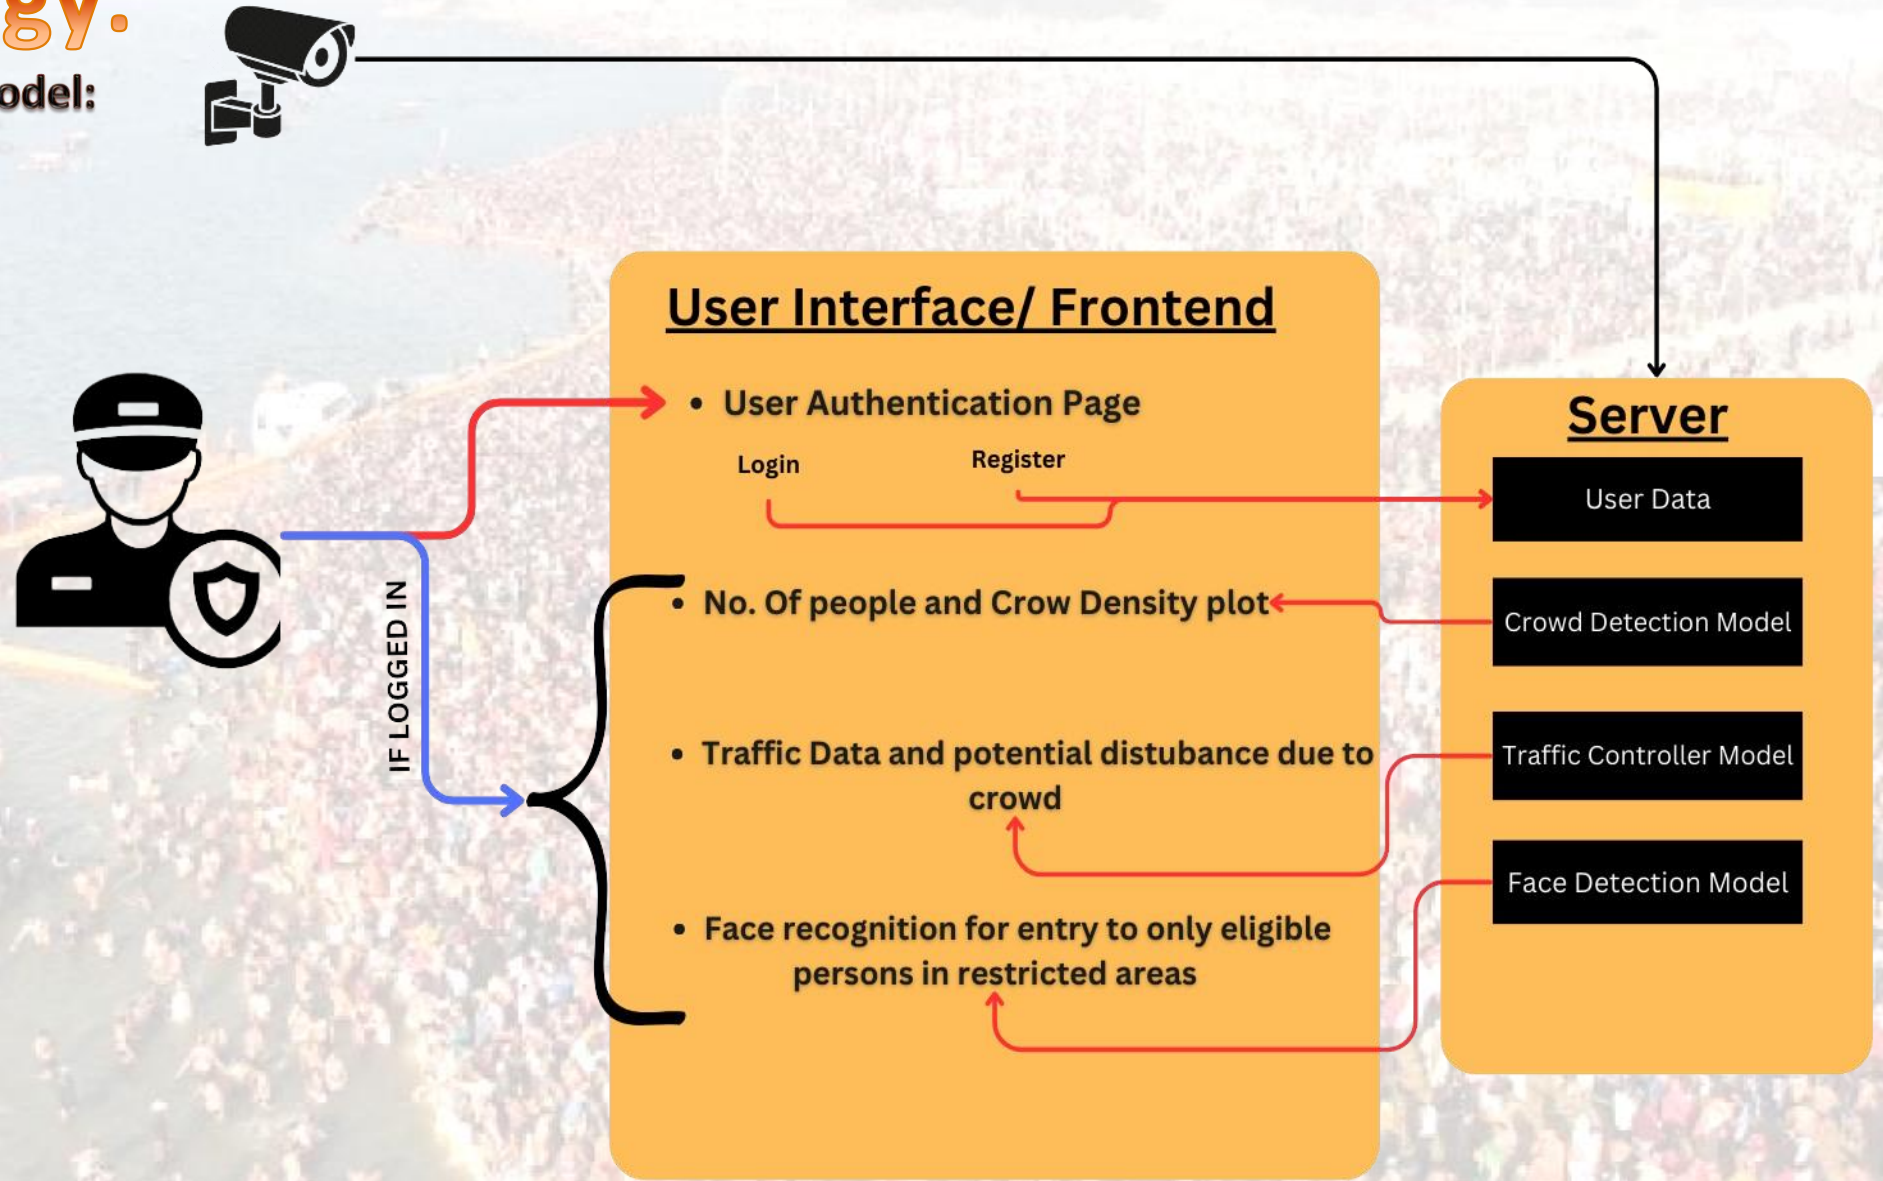 gy.
odel:
User Interface/ Frontend
• User Authentication Page
Login
Register
IF LOGGED IN
• No. Of people and Crow Density plot
• Traffic Data and potential distubance due to
crowd
• Face recognition for entry to only eligible
persons in restricted areas
Server
User Data
Crowd Detection Model
Traffic Controller Model
Face Detection Model